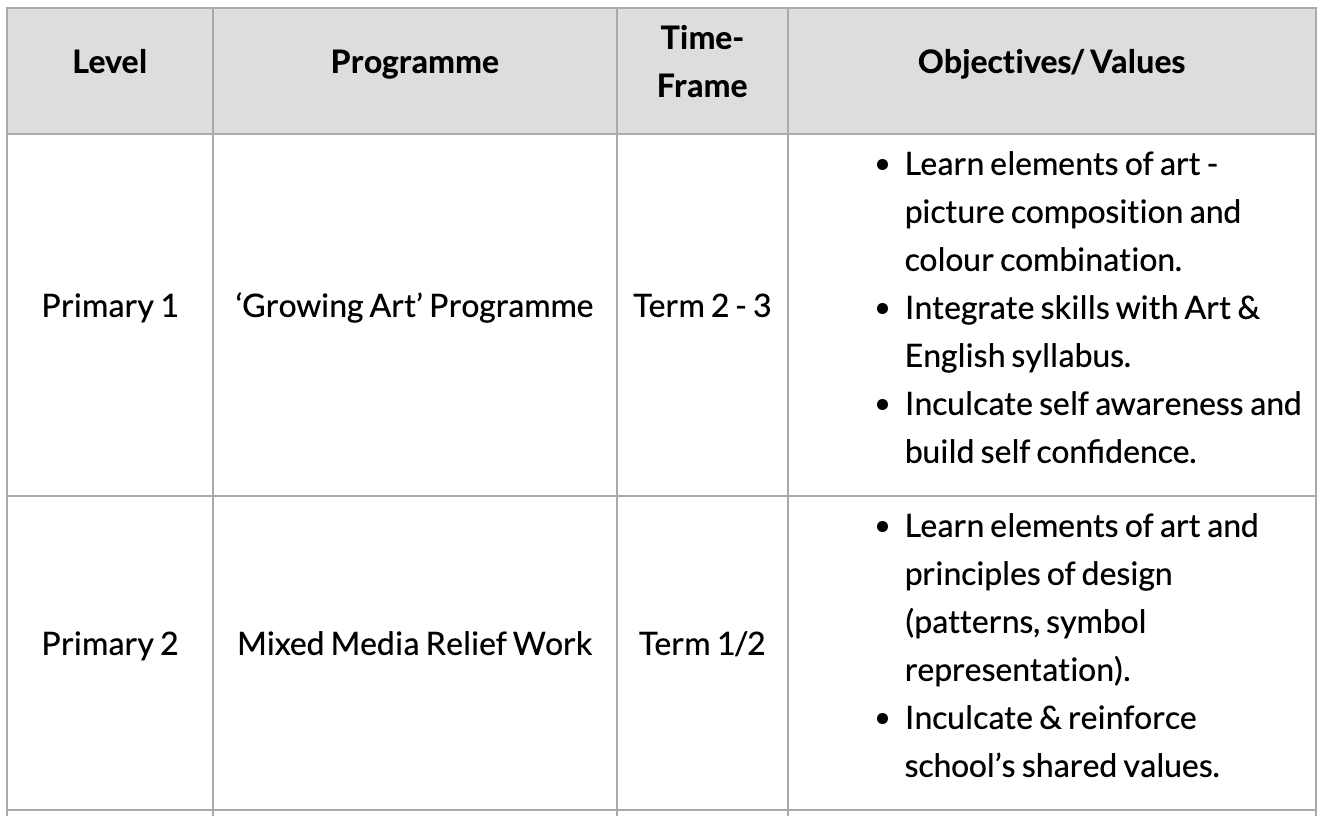 Level
Programme
Time-
Frame
Objectives/ Values
Primary 1
‘Growing Art’ Programme
Term 2 - 3
• Learn elements of art -
picture composition and
colour combination.
• Integrate skills with Art &
English syllabus.
• Inculcate self awareness and
build self confidence.
Primary 2
Mixed Media Relief Work
Term 1/2
• Learn elements of art and
principles of design
(patterns, symbol
representation).
• Inculcate & reinforce
school’s shared values.